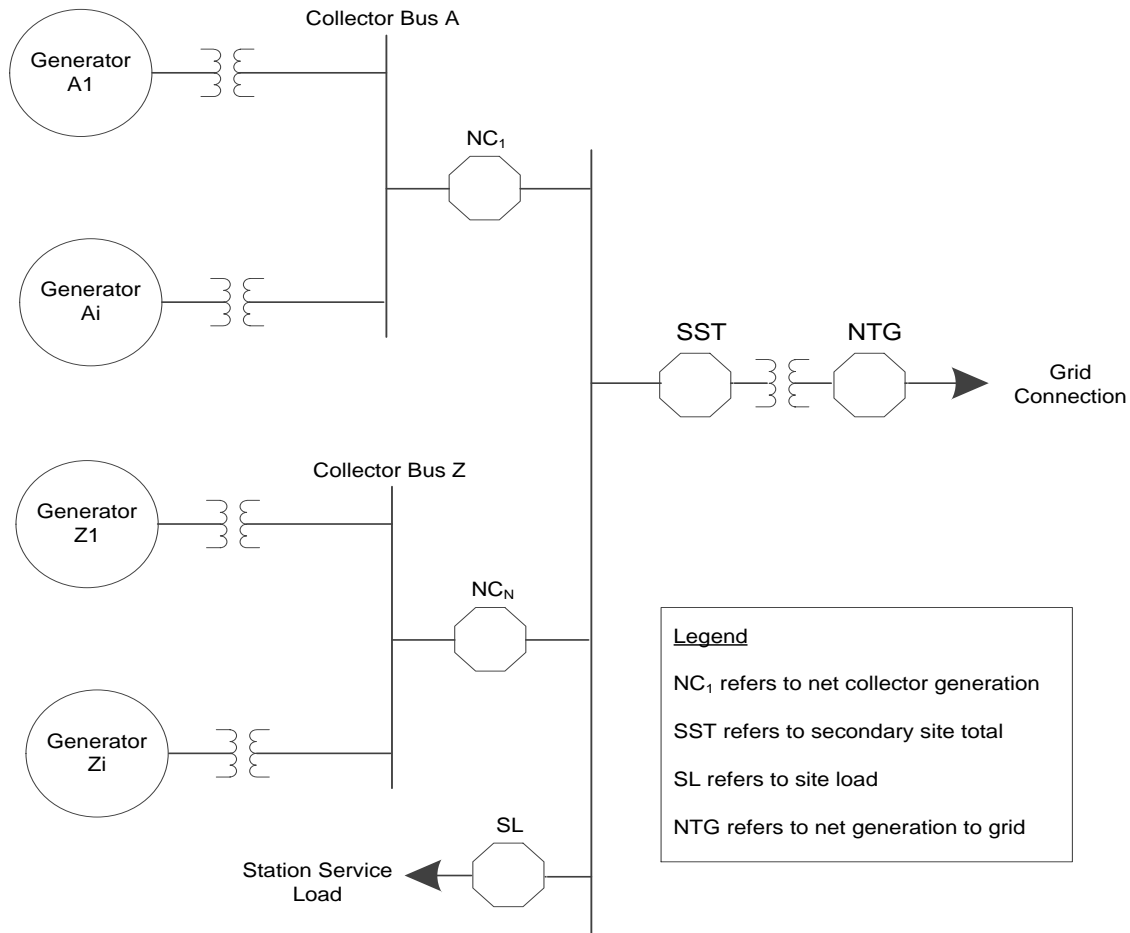 Collector Bus A
Generator
A1
NC₁
Generator
Ai
SST
NTG
Grid
Connection
Collector Bus Z
Generator
Z1
NC_N
Generator
Zi
SL
Station Service
Load
Legend
NC₁ refers to net collector generation
SST refers to secondary site total
SL refers to site load
NTG refers to net generation to grid